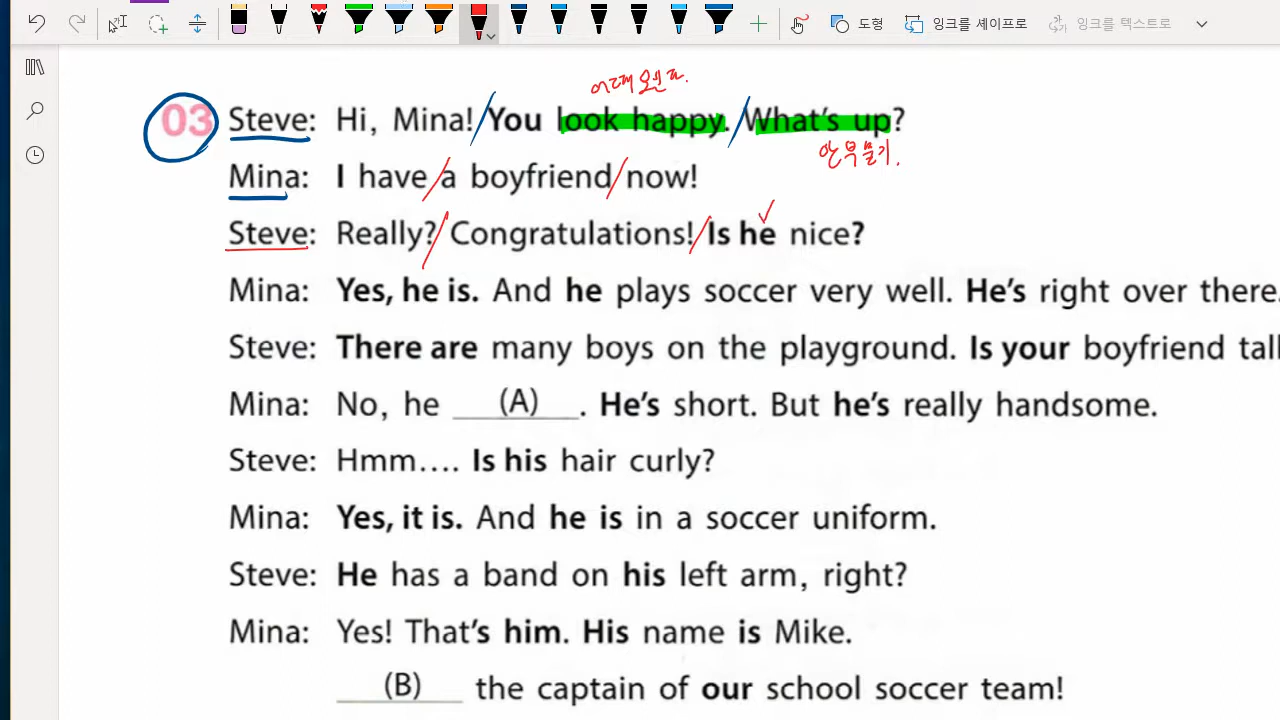 도형 잉크를 셰이프로 잉크를 텍스트로
03 Steve: Hi, Mina! You look happy. What's up?
안부 묻기.
Mina: I have a boyfriend now!
Steve: Really? Congratulations! Is he nice?
Mina: Yes, he is. And he plays soccer very well. He's right over there.
Steve: There are many boys on the playground. Is your boyfriend tall
Mina: No, he (A) . He's short. But he's really handsome.
Steve: Hmm.... Is his hair curly?
Mina: Yes, it is. And he is in a soccer uniform.
Steve: He has a band on his left arm, right?
Mina: Yes! That's him. His name is Mike.
(B) the captain of our school soccer team!